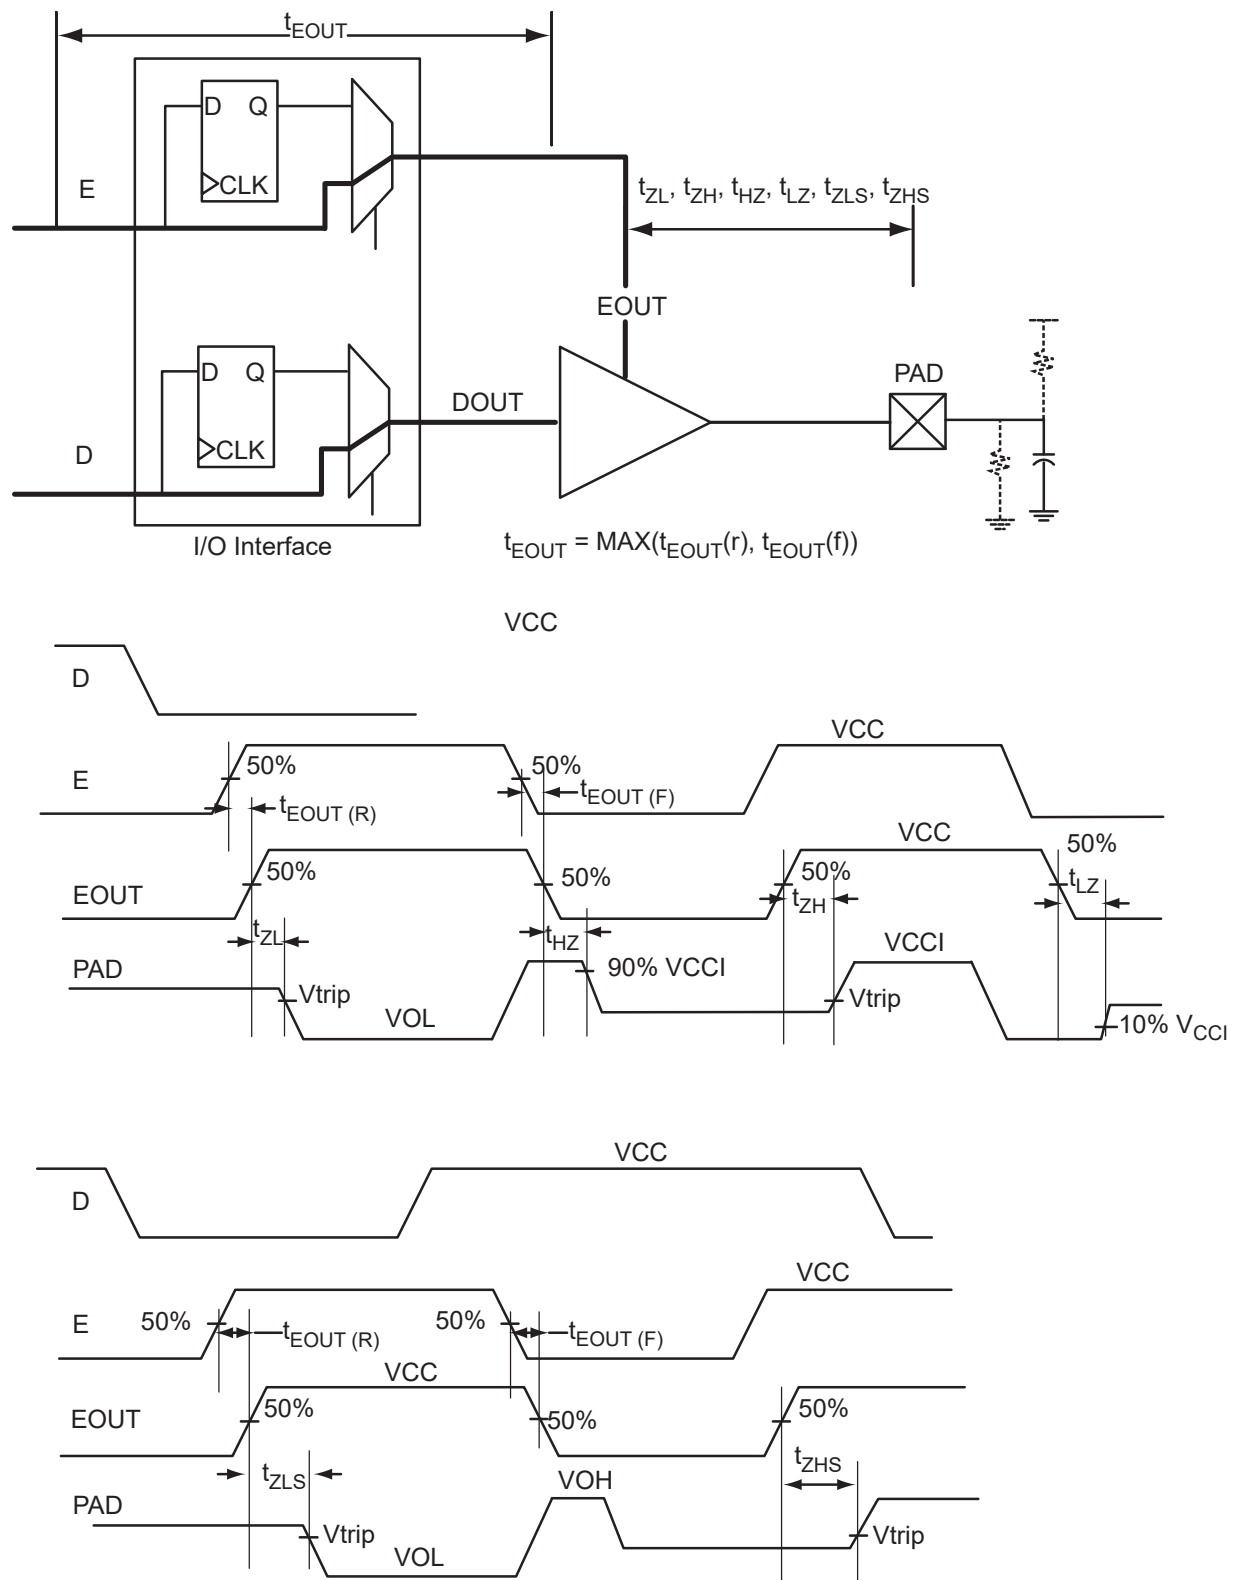 tEOUT
D Q
CLK
E
tZL, tZH, tHZ, tLZ, tZLS, tZHS
EOUT
D Q
CLK
DOUT
PAD
D
I/O Interface
tEOUT = MAX(tEOUT(r), tEOUT(f))
VCC
D
VCC
E
50%
50%
tEOUT (R)
tEOUT (F)
VCC
50%
EOUT
50%
50%
50%
tZL
tHZ
tZH
tLZ
PAD
VCCI
90% VCCI
Vtrip
Vtrip
VOL
10% VCCI
VCC
D
VCC
E
50%
50%
tEOUT (R)
tEOUT (F)
VCC
EOUT
50%
50%
50%
tZLS
tZHS
VOH
PAD
Vtrip
Vtrip
VOL